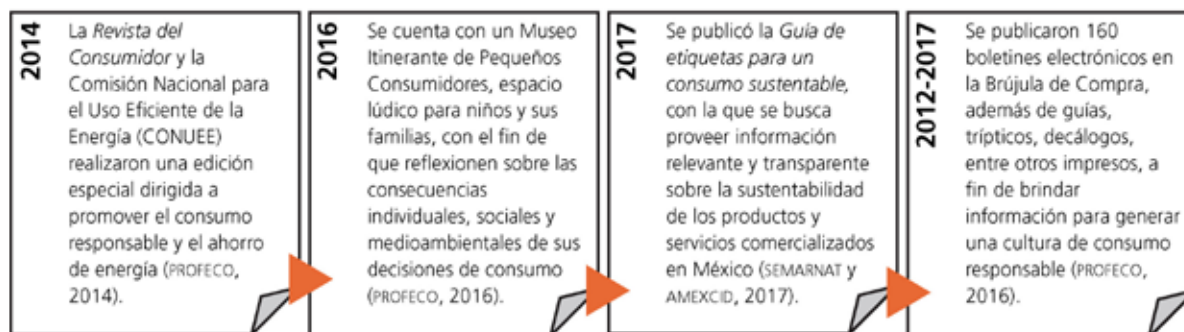 2014
La Revista del
Consumidor y la
Comisión Nacional para
el Uso Eficiente de la
Energía (CONUEE)
realizaron una edición
especial dirigida a
promover el consumo
responsable y el ahorro
de energía (PROFECO,
2014).
2016
Se cuenta con un Museo
Itinerante de Pequeños
Consumidores, espacio
lúdico para niños y sus
familias, con el fin de
que reflexionen sobre las
consecuencias
individuales, sociales y
medioambientales de sus
decisiones de consumo
(PROFECO, 2016).
2017
Se publicó la Guía de
etiquetas para un
consumo sustentable,
con la que se busca
proveer información
relevante y transparente
sobre la sustentabilidad
de los productos y
servicios comercializados
en México (SEMARNAT y
AMEXCID, 2017).
2012-2017
Se publicaron 160
boletines electrónicos en
la Brújula de Compra,
además de guías,
trípticos, decálogos,
entre otros impresos, a
fin de brindar
información para generar
una cultura de consumo
responsable (PROFECO,
2016).